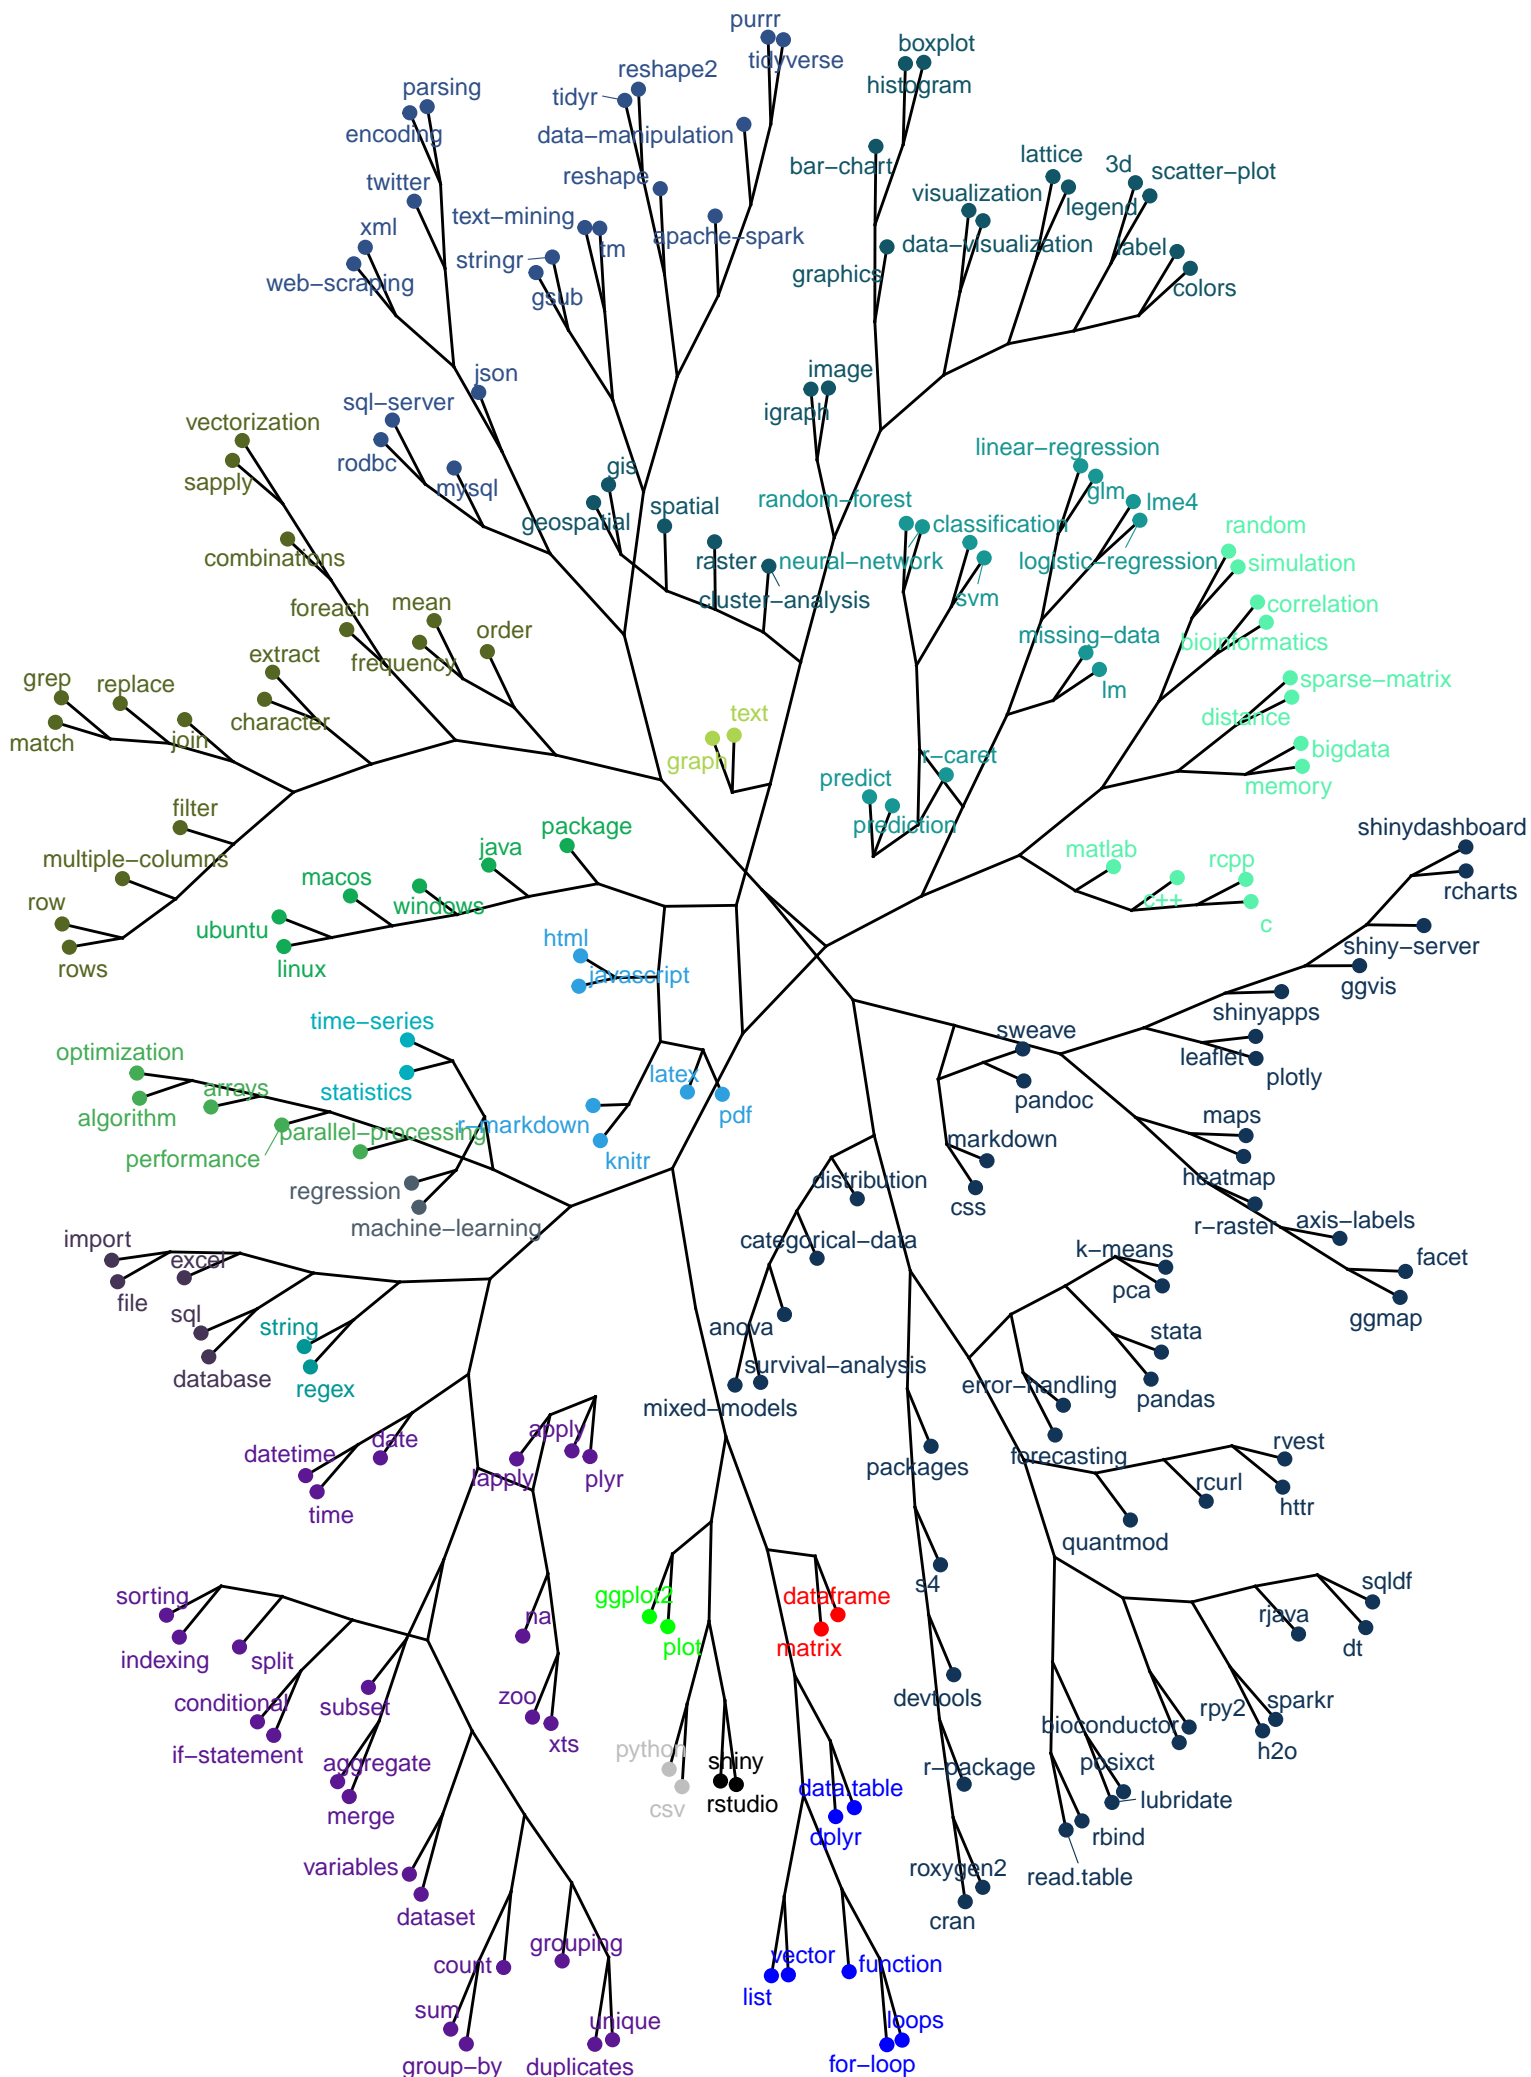 purrr
tidyverse
boxplot
histogram
reshape2
tidyr
data−manipulation
parsing
encoding
bar−chart
lattice
3d
scatter−plot
twitter
reshape
visualization
legend
text−mining
tm
apache−spark
data−visualization
label
xml
web−scraping
stringr
gsub
graphics
colors
json
image
igraph
sql−server
rodbc
mysql
vectorization
sapply
linear−regression
glm
gis
geospatial
spatial
random−forest
classification
lme4
logistic−regression
random
simulation
combinations
raster
neural−network
cluster−analysis
svm
correlation
bioinformatics
foreach
mean
frequency
order
missing−data
lm
extract
character
grep
match
replace
join
sparse−matrix
distance
text
graph
bigdata
memory
r−caret
predict
prediction
filter
multiple−columns
row
rows
package
java
macos
windows
ubuntu
linux
matlab
c++
rcpp
c
shinydashboard
rcharts
shiny−server
ggvis
html
javascript
shinyapps
time−series
statistics
sweave
pandoc
leaflet
plotly
optimization
algorithm
arrays
latex
pdf
parallel−processing
performance
r−markdown
knitr
markdown
css
maps
heatmap
regression
machine−learning
distribution
categorical−data
r−raster
axis−labels
import
file
excel
k−means
pca
facet
ggmap
sql
database
string
regex
anova
survival−analysis
mixed−models
stata
pandas
error−handling
forecasting
datetime
date
time
apply
lapply
plyr
packages
rvest
rcurl
httr
quantmod
sorting
indexing
split
conditional
if−statement
subset
na
zoo
xts
ggplot2
plot
dataframe
matrix
s4
devtools
sqldf
rjava
dt
rpy2
sparkr
h2o
bioconductor
posixct
lubridate
aggregate
merge
python
csv
shiny
rstudio
data.table
dplyr
r−package
rbind
read.table
variables
dataset
roxygen2
cran
count
grouping
vector
list
function
sum
group−by
unique
duplicates
loops
for−loop